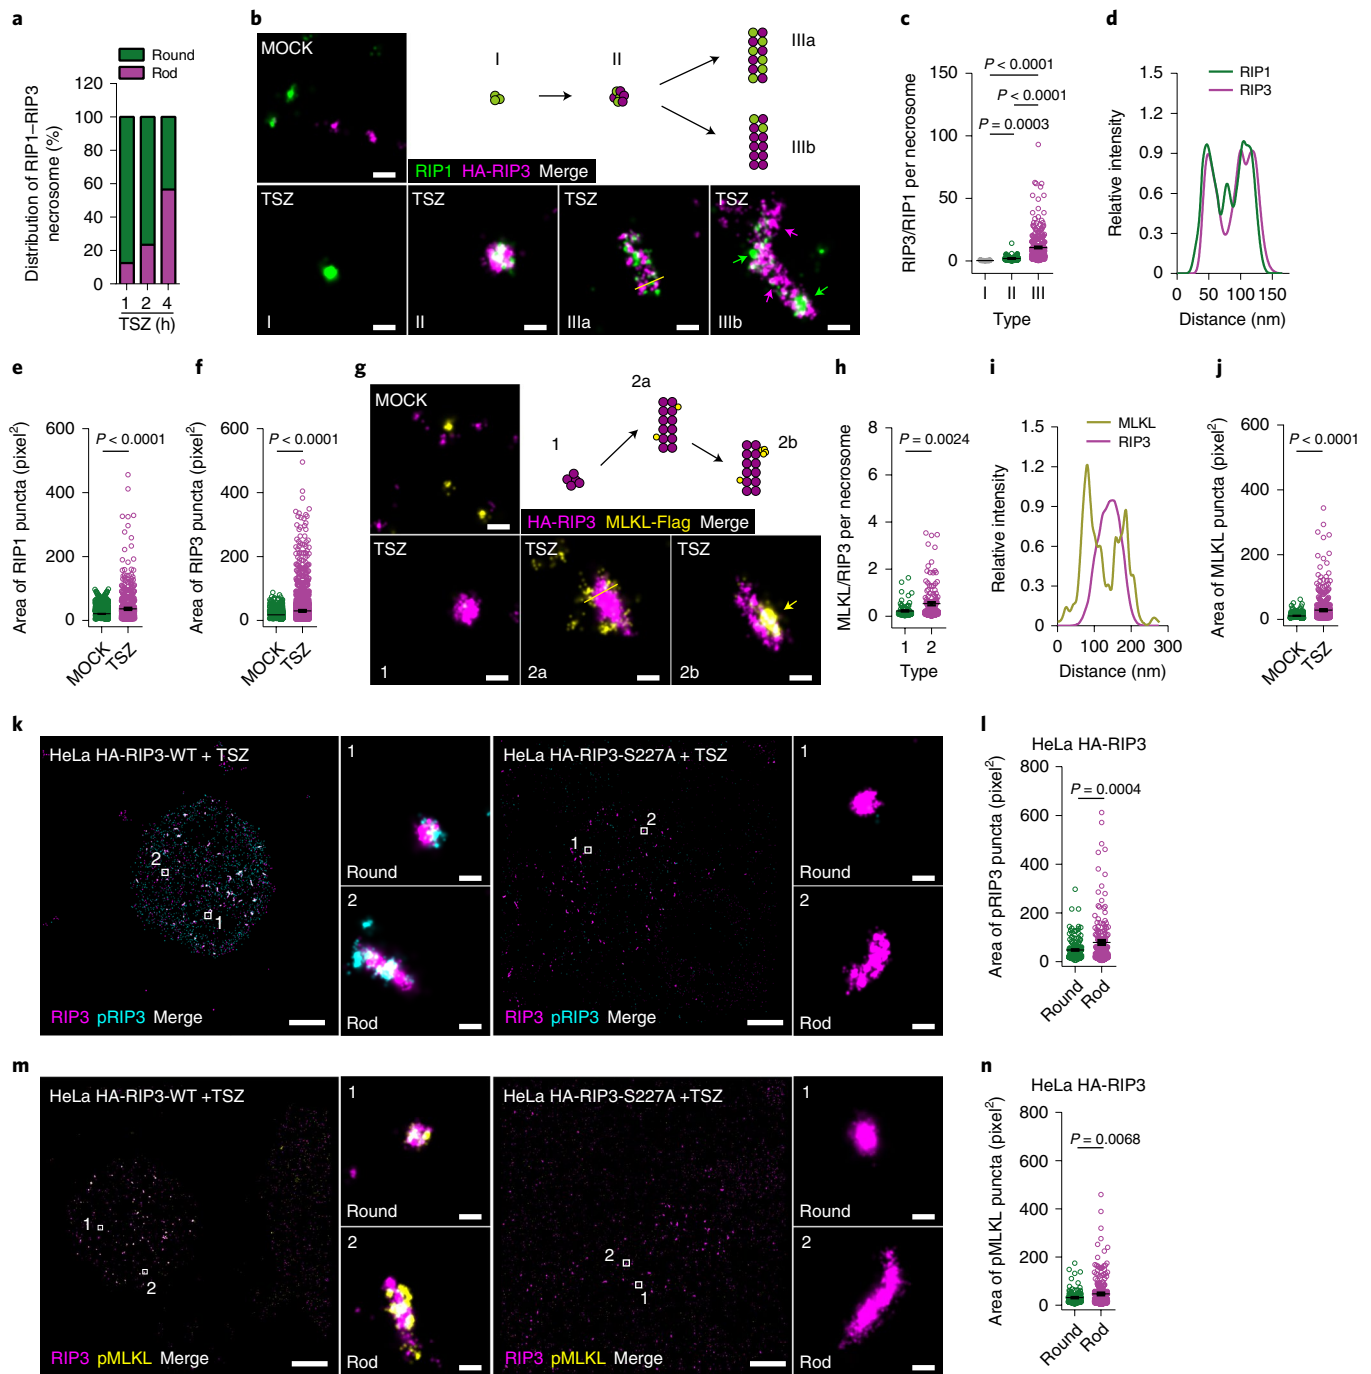 a
Round
Rod
Distribution of RIP1–RIP3
necrosome (%)
120
100
80
60
40
20
0
1 2 4
TSZ (h)
b
MOCK
I
II
IIIa
IIIb
RIP1 HA-RIP3 Merge
TSZ
I
TSZ
II
TSZ
IIIa
TSZ
IIIb
c
RIP3/RIP1 per necrosome
150
100
50
0
P < 0.0001
P < 0.0001
P = 0.0003
I II III
Type
d
RIP1
RIP3
Relative intensity
1.5
1.2
0.9
0.6
0.3
0
0 50 100 150
Distance (nm)
e
Area of RIP1 puncta (pixel²)
600
400
200
0
P < 0.0001
MOCK
TSZ
f
Area of RIP3 puncta (pixel²)
600
400
200
0
P < 0.0001
MOCK
TSZ
g
MOCK
1
2a
2b
HA-RIP3 MLKL-Flag Merge
TSZ
1
TSZ
2a
TSZ
2b
h
MLKL/RIP3 per necrosome
8
6
4
2
0
P = 0.0024
1 2
Type
i
MLKL
RIP3
Relative intensity
1.5
1.2
0.9
0.6
0.3
0
0 100 200 300
Distance (nm)
j
Area of MLKL puncta (pixel²)
600
400
200
0
P < 0.0001
MOCK
TSZ
k
HeLa HA-RIP3-WT + TSZ
2
1
RIP3 pRIP3 Merge
1
Round
2
Rod
HeLa HA-RIP3-S227A + TSZ
2
1
RIP3 pRIP3 Merge
1
Round
2
Rod
l
HeLa HA-RIP3
Area of pRIP3 puncta (pixel²)
800
600
400
200
0
P = 0.0004
Round
Rod
m
HeLa HA-RIP3-WT +TSZ
1
2
RIP3 pMLKL Merge
1
Round
2
Rod
HeLa HA-RIP3-S227A +TSZ
2
1
RIP3 pMLKL Merge
1
Round
2
Rod
n
HeLa HA-RIP3
Area of pMLKL puncta (pixel²)
800
600
400
200
0
P = 0.0068
Round
Rod